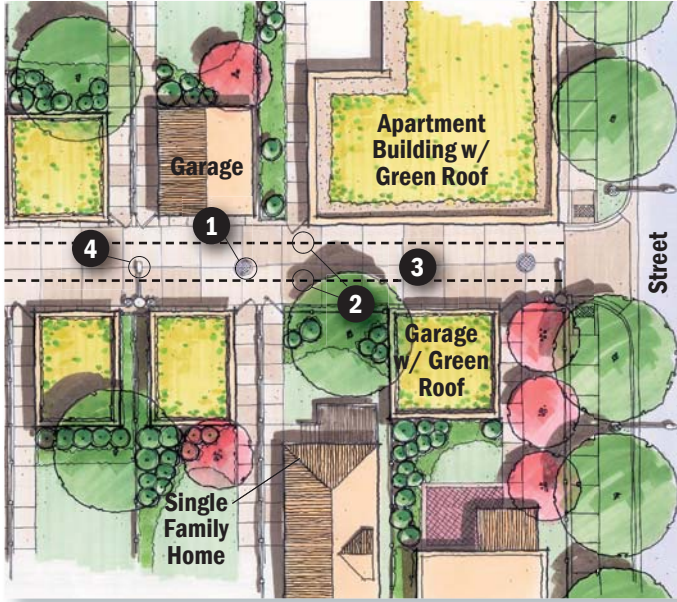 Apartment
Building w/
Green Roof
Garage
1
4
3
2
Street
Garage
w/ Green
Roof
Single
Family
Home